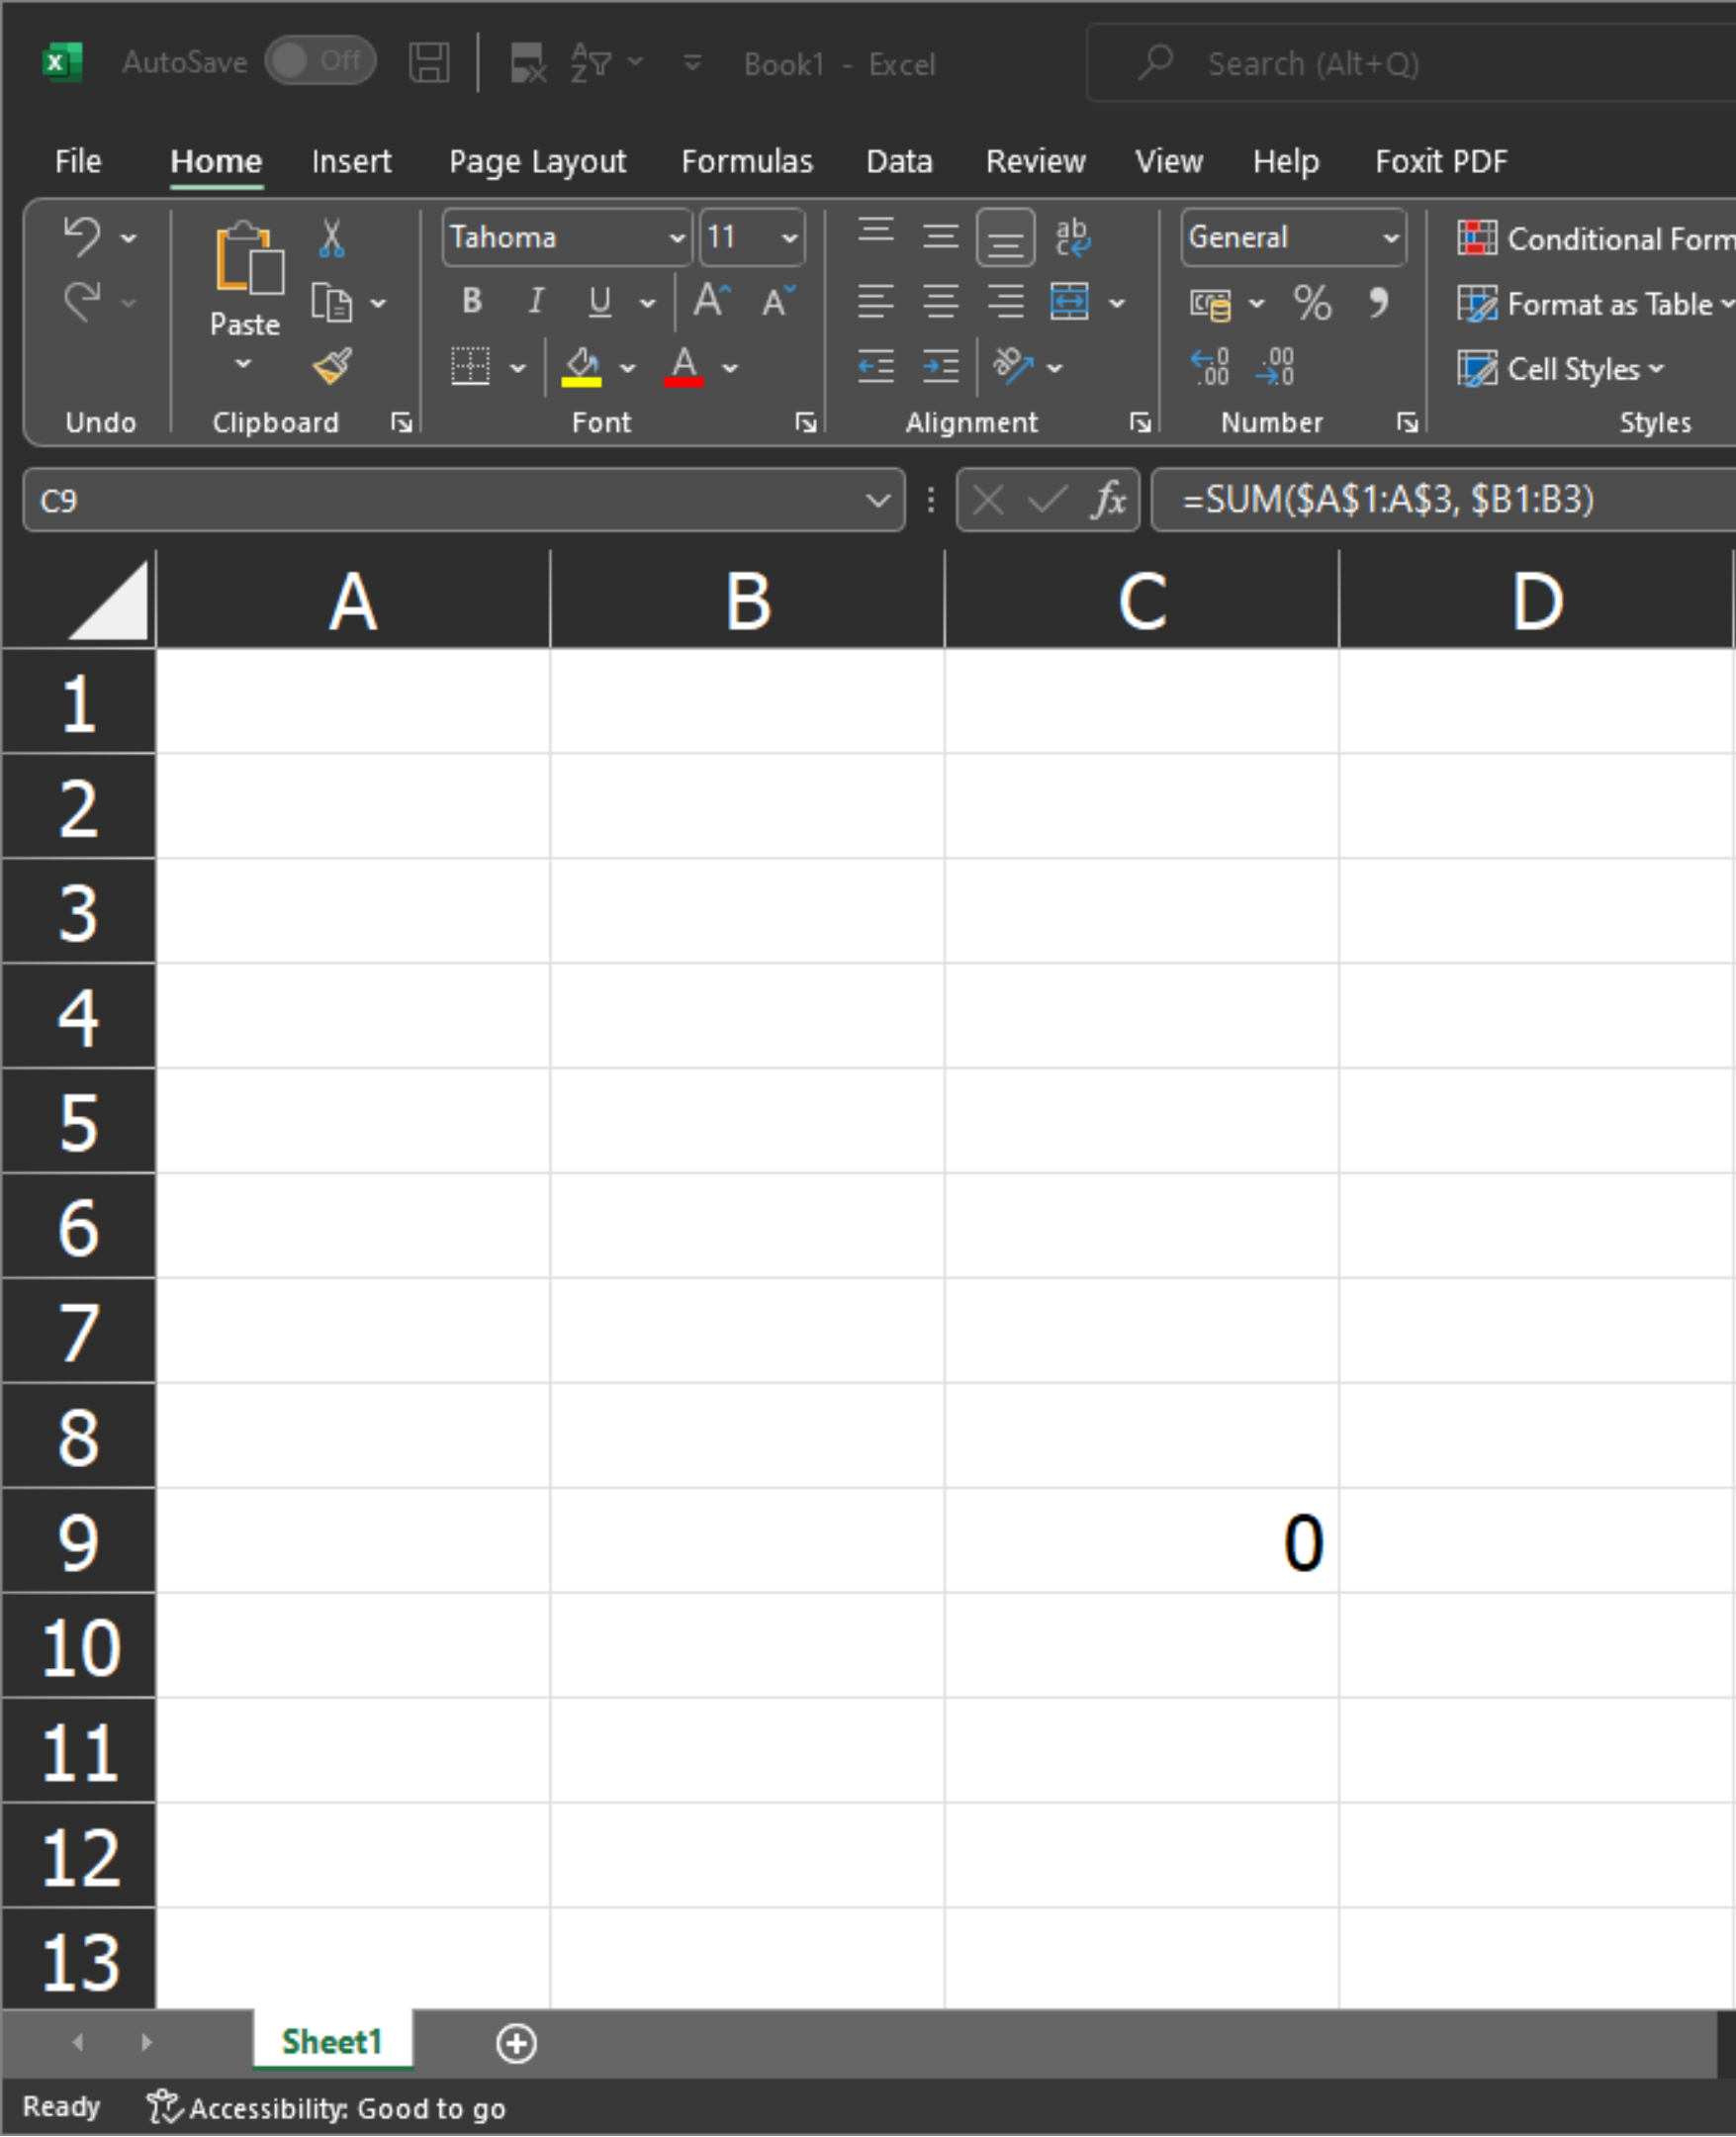 AutoSave Off Book1 - Excel Search (Alt+Q)
File Home Insert Page Layout Formulas Data Review View Help Foxit PDF
Tahoma 11 General Conditional Form
Paste Format as Table
Cell Styles
Undo Clipboard Font Alignment Number Styles
C9 fx =SUM($A$1:A$3, $B1:B3)
A B C D
1
2
3
4
5
6
7
8
9 0
10
11
12
13
Sheet1
Ready Accessibility: Good to go